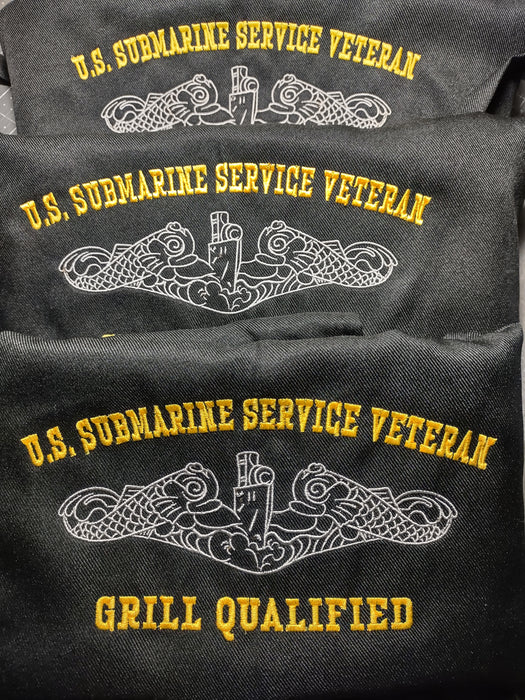 U.S. SUBMARINE SERVICE VETERAN
U.S. SUBMARINE SERVICE VETERAN
U.S. SUBMARINE SERVICE VETERAN
GRILL QUALIFIED